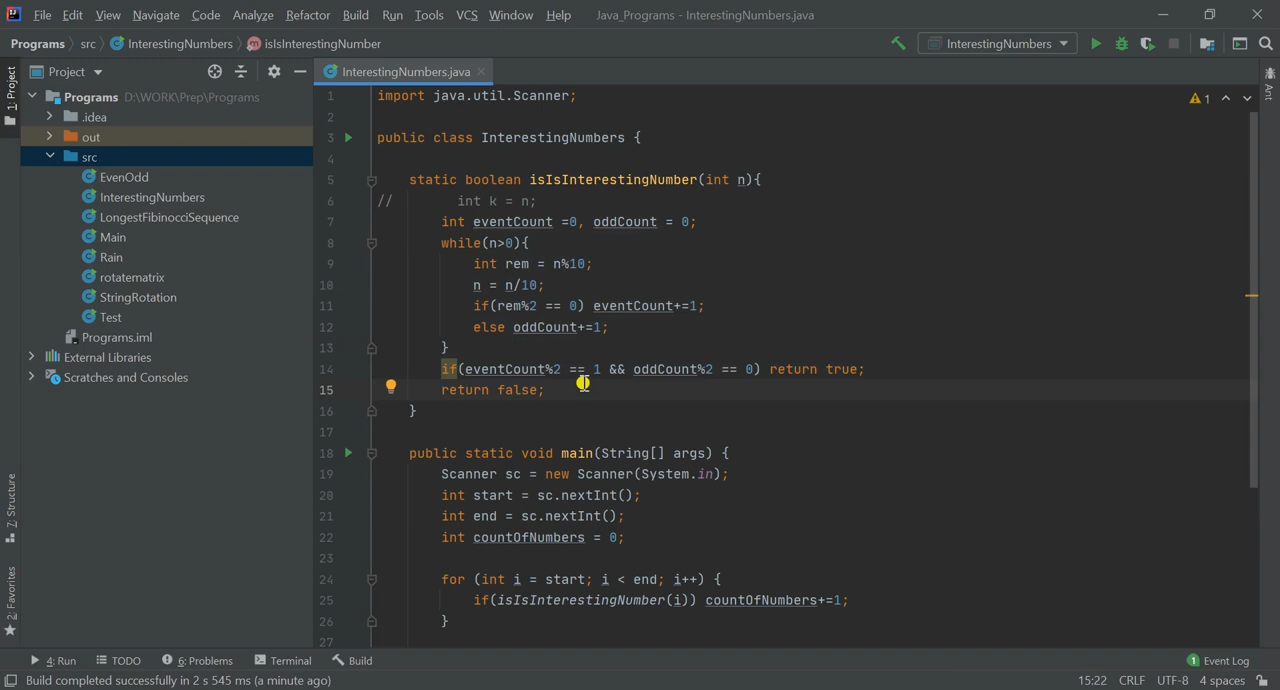 File Edit View Navigate Code Analyze Refactor Build Run Tools VCS Window Help Java_Programs - InterestingNumbers.java
Programs src InterestingNumbers isIsInterestingNumber InterestingNumbers
1: Project
Project
InterestingNumbers.java
Ant
Programs D:\WORK\Prep\Programs
.idea
out
src
EvenOdd
InterestingNumbers
LongestFibinocciSequence
Main
Rain
rotatematrix
StringRotation
Test
Programs.iml
External Libraries
Scratches and Consoles
7: Structure
2: Favorites
1 import java.util.Scanner;
1
2
3 public class InterestingNumbers {
4
5 static boolean isIsInterestingNumber(int n){
6 // int k = n;
7 int eventCount =0, oddCount = 0;
8 while(n>0){
9 int rem = n%10;
10 n = n/10;
11 if(rem%2 == 0) eventCount+=1;
12 else oddCount+=1;
13 }
14 if(eventCount%2 == 1 && oddCount%2 == 0) return true;
15 return false;
16 }
17
18 public static void main(String[] args) {
19 Scanner sc = new Scanner(System.in);
20 int start = sc.nextInt();
21 int end = sc.nextInt();
22 int countOfNumbers = 0;
23
24 for (int i = start; i < end; i++) {
25 if(isIsInterestingNumber(i)) countOfNumbers+=1;
26 }
27
4: Run TODO 6: Problems Terminal Build 1 Event Log
Build completed successfully in 2 s 545 ms (a minute ago) 15:22 CRLF UTF-8 4 spaces